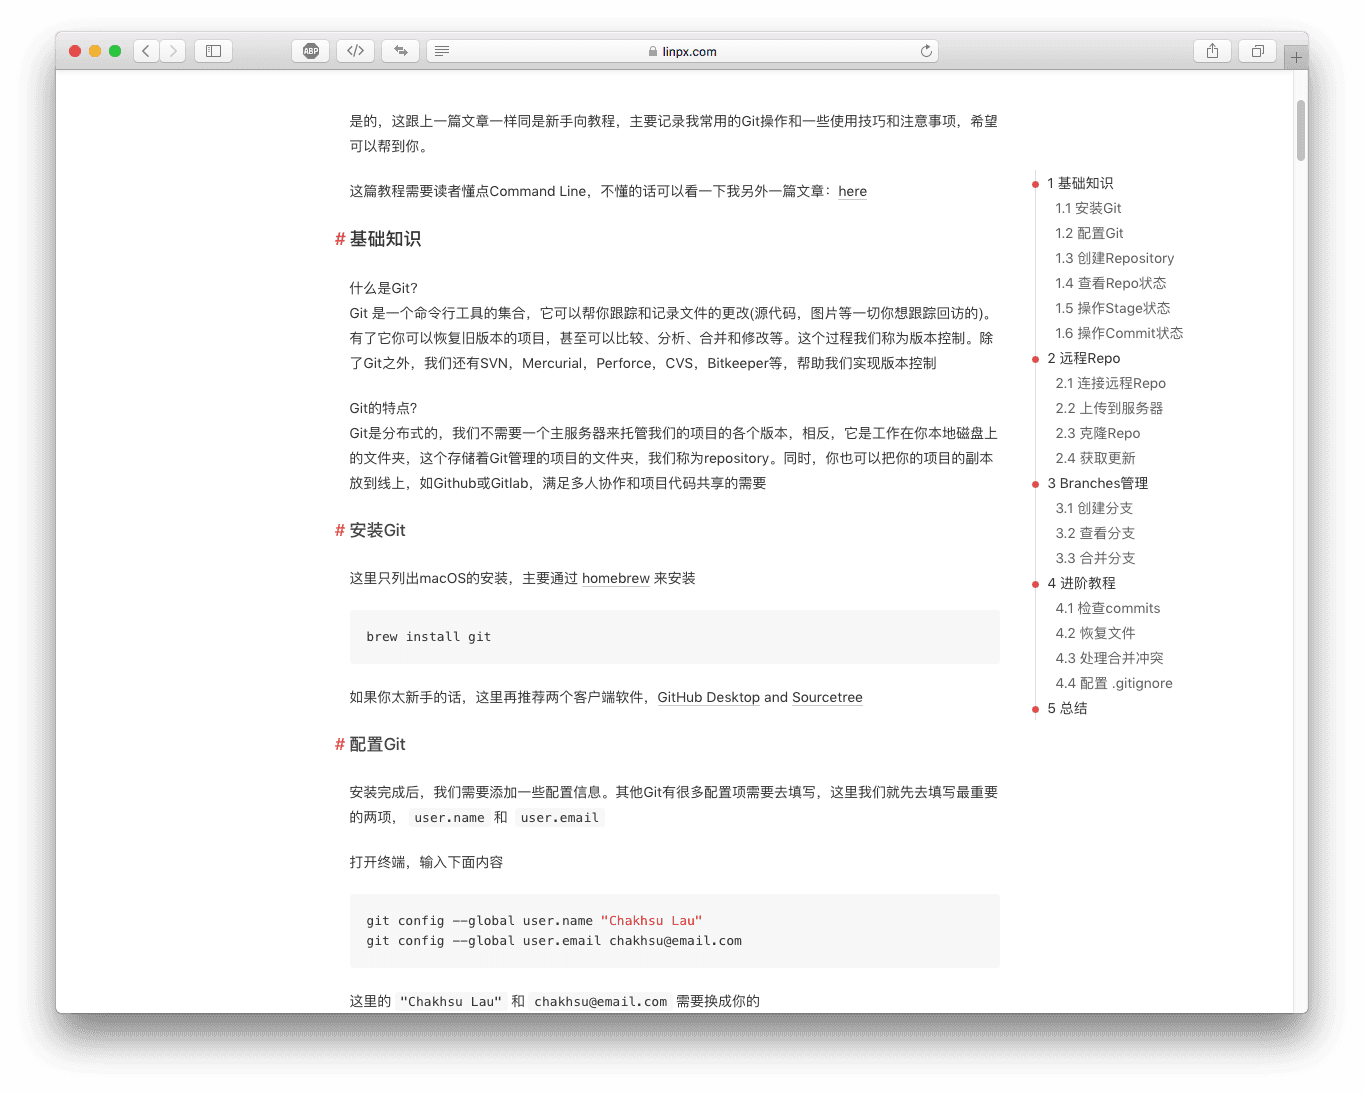 ABP
</>
linpx.com
是的，这跟上一篇文章一样同是新手向教程，主要记录我常用的Git操作和一些使用技巧和注意事项，希望
可以帮到你。
这篇教程需要读者懂点Command Line，不懂的话可以看一下我另外一篇文章：here
# 基础知识
什么是Git?
Git 是一个命令行工具的集合，它可以帮你跟踪和记录文件的更改(源代码，图片等一切你想跟踪回访的)。
有了它你可以恢复旧版本的项目，甚至可以比较、分析、合并和修改等。这个过程我们称为版本控制。除
了Git之外，我们还有SVN，Mercurial，Perforce，CVS，Bitkeeper等，帮助我们实现版本控制
Git的特点?
Git是分布式的，我们不需要一个主服务器来托管我们的项目的各个版本，相反，它是工作在你本地磁盘上
的文件夹，这个存储着Git管理的项目的文件夹，我们称为repository。同时，你也可以把你的项目的副本
放到线上，如Github或Gitlab，满足多人协作和项目代码共享的需要
# 安装Git
这里只列出macOS的安装，主要通过 homebrew 来安装
brew install git
如果你太新手的话，这里再推荐两个客户端软件，GitHub Desktop and Sourcetree
# 配置Git
安装完成后，我们需要添加一些配置信息。其他Git有很多配置项需要去填写，这里我们就先去填写最重要
的两项， user.name 和 user.email
打开终端，输入下面内容
git config --global user.name "Chakhsu Lau"
git config --global user.email chakhsu@email.com
这里的 "Chakhsu Lau" 和 chakhsu@email.com 需要换成你的
1 基础知识
1.1 安装Git
1.2 配置Git
1.3 创建Repository
1.4 查看Repo状态
1.5 操作Stage状态
1.6 操作Commit状态
2 远程Repo
2.1 连接远程Repo
2.2 上传到服务器
2.3 克隆Repo
2.4 获取更新
3 Branches管理
3.1 创建分支
3.2 查看分支
3.3 合并分支
4 进阶教程
4.1 检查commits
4.2 恢复文件
4.3 处理合并冲突
4.4 配置 .gitignore
5 总结